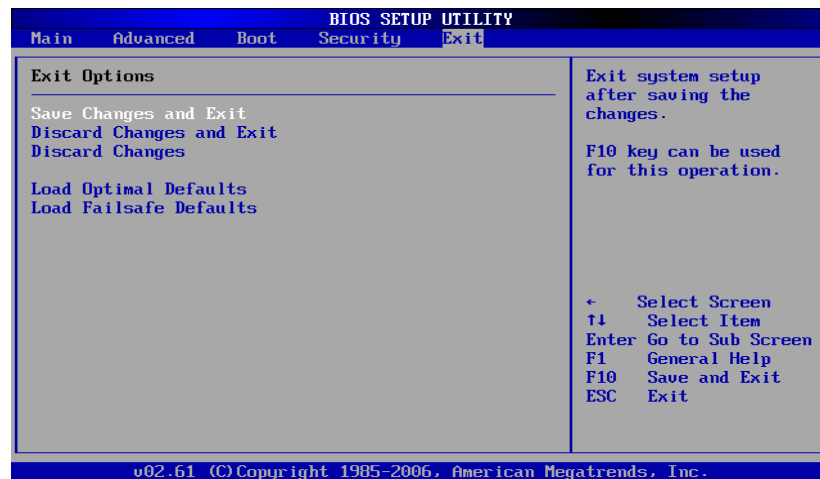 BIOS SETUP UTILITY
Main Advanced Boot Security Exit
Exit Options
Save Changes and Exit
Discard Changes and Exit
Discard Changes
Load Optimal Defaults
Load Failsafe Defaults
Exit system setup
after saving the
changes.
F10 key can be used
for this operation.
← Select Screen
↑↓ Select Item
Enter Go to Sub Screen
F1 General Help
F10 Save and Exit
ESC Exit
v02.61 (C)Copyright 1985-2006, American Megatrends, Inc.